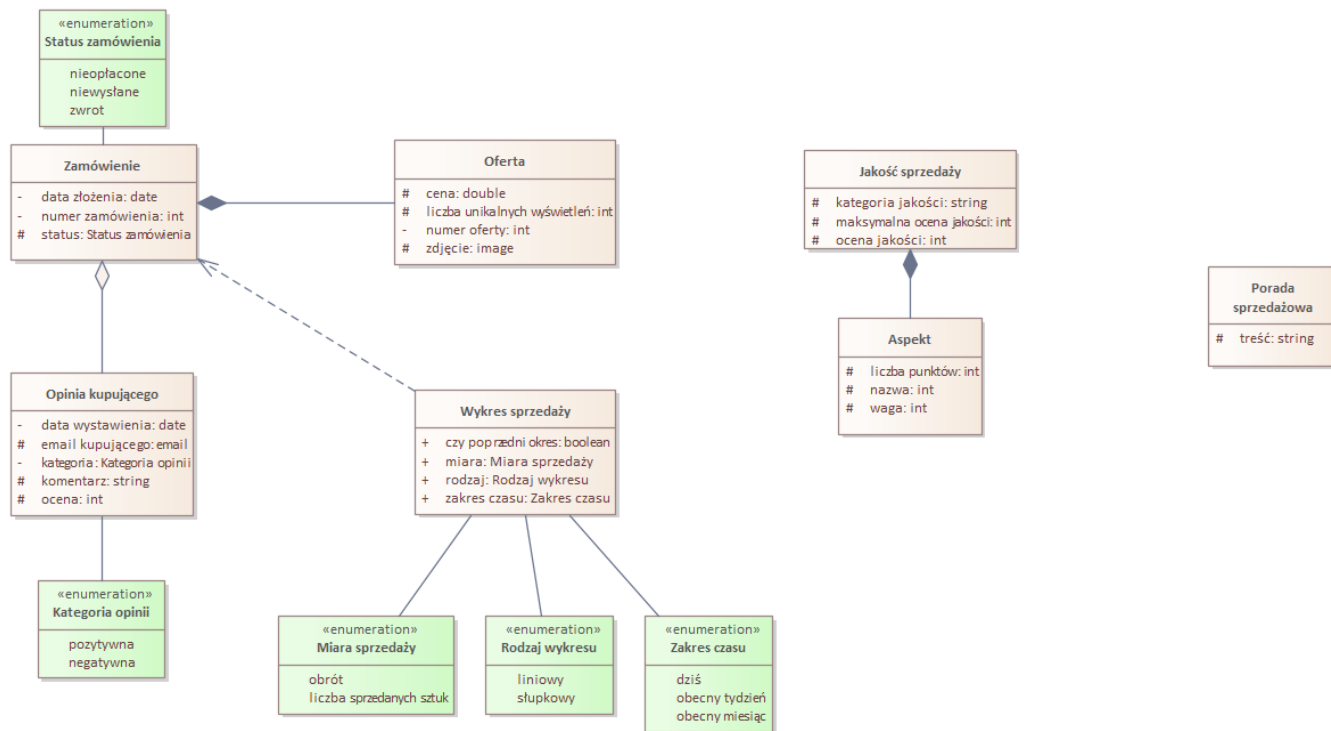 «enumeration»
Status zamówienia
nieopłacone
niewysłane
zwrot
Zamówienie
- data złożenia: date
- numer zamówienia: int
# status: Status zamówienia
Oferta
# cena: double
# liczba unikalnych wyświetleń: int
- numer oferty: int
# zdjęcie: image
Jakość sprzedaży
# kategoria jakości: string
# maksymalna ocena jakości: int
# ocena jakości: int
Porada
sprzedażowa
# treść: string
Aspekt
# liczba punktów: int
# nazwa: int
# waga: int
Opinia kupującego
- data wystawienia: date
# email kupującego: email
- kategoria: Kategoria opinii
# komentarz: string
# ocena: int
Wykres sprzedaży
+ czy poprzedni okres: boolean
+ miara: Miara sprzedaży
+ rodzaj: Rodzaj wykresu
+ zakres czasu: Zakres czasu
«enumeration»
Kategoria opinii
pozytywna
negatywna
«enumeration»
Miara sprzedaży
obrót
liczba sprzedanych sztuk
«enumeration»
Rodzaj wykresu
liniowy
słupkowy
«enumeration»
Zakres czasu
dziś
obecny tydzień
obecny miesiąc